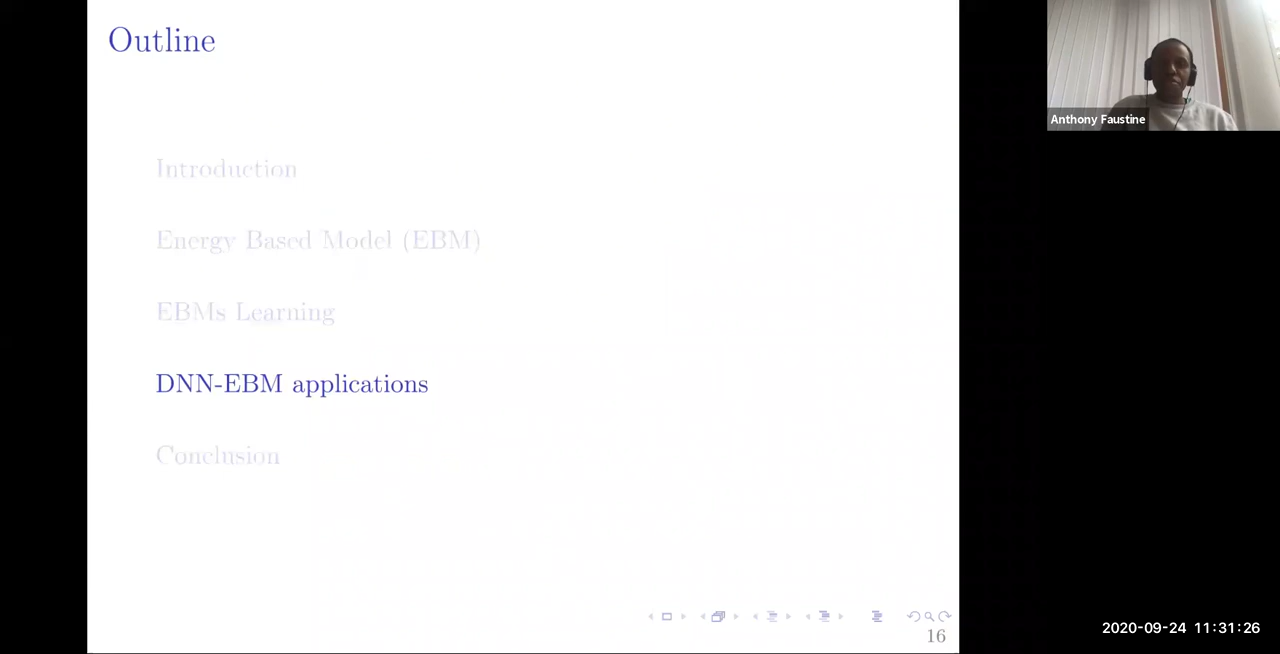 Outline
Introduction
Energy Based Model (EBM)
EBMs Learning
DNN-EBM applications
Conclusion
16
Anthony Faustine
2020-09-24 11:31:26